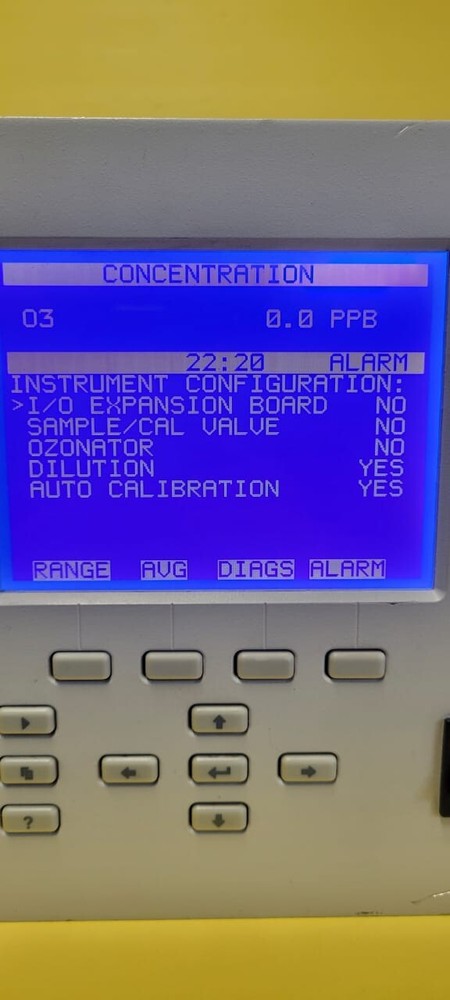 CONCENTRATION
O3 0.0 PPB
22:20 ALARM
INSTRUMENT CONFIGURATION:
>I/O EXPANSION BOARD NO
SAMPLE/CAL VALVE NO
OZONATOR NO
DILUTION YES
AUTO CALIBRATION YES
RANGE AVG DIAGS ALARM
?